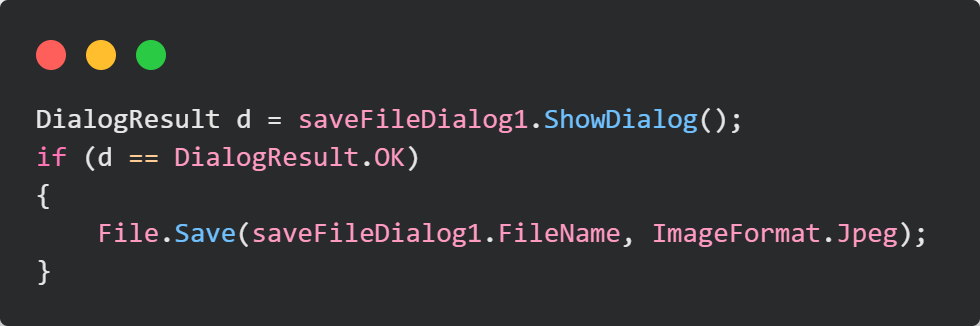 DialogResult d = saveFileDialog1.ShowDialog();
if (d == DialogResult.OK)
{
    File.Save(saveFileDialog1.FileName, ImageFormat.Jpeg);
}